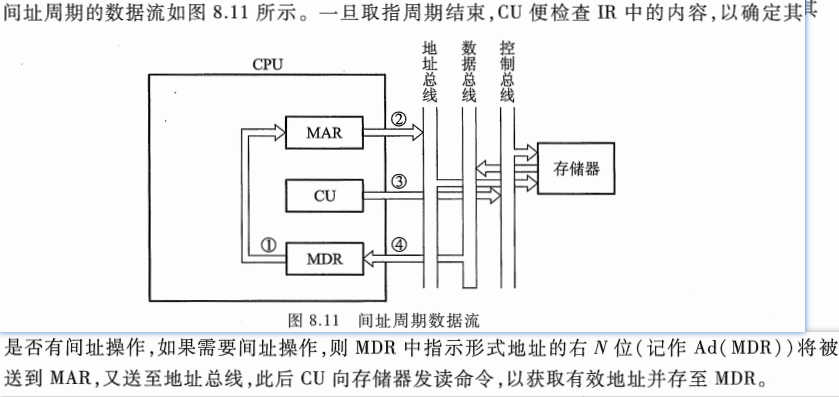 间址周期的数据流如图 8.11 所示。一旦取指周期结束,CU 便检查 IR 中的内容,以确定其
其
CPU
地址总线
数据总线
控制总线
MAR
②
CU
③
存储器
①
MDR
④
图 8.11 间址周期数据流
是否有间址操作,如果需要间址操作,则 MDR 中指示形式地址的右 N 位(记作 Ad(MDR))将被
送到 MAR,又送至地址总线,此后 CU 向存储器发读命令,以获取有效地址并存至 MDR。